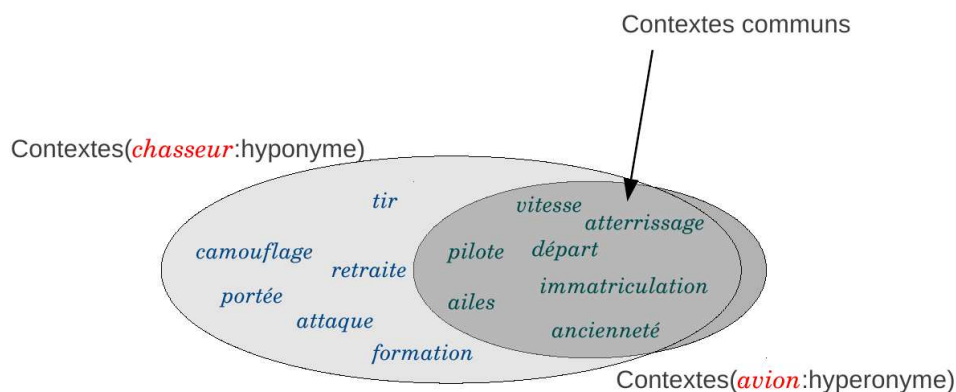 Contextes communs
Contextes(chasseur:hyponyme)
tir
vitesse
atterrissage
camouflage
pilote
départ
retraite
portée
immatriculation
ailes
attaque
ancienneté
formation
Contextes(avion:hyperonyme)